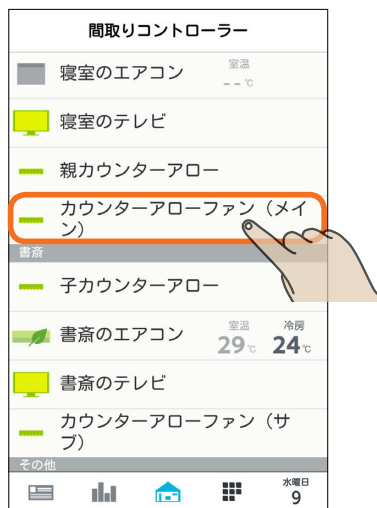 間取りコントローラー
寝室のエアコン
室温
--℃
寝室のテレビ
親カウンターアロー
カウンターアローファン（メイ
ン）
書斎
子カウンターアロー
書斎のエアコン
室温
29℃
冷房
24℃
書斎のテレビ
カウンターアローファン（サ
ブ）
その他
水曜日
9